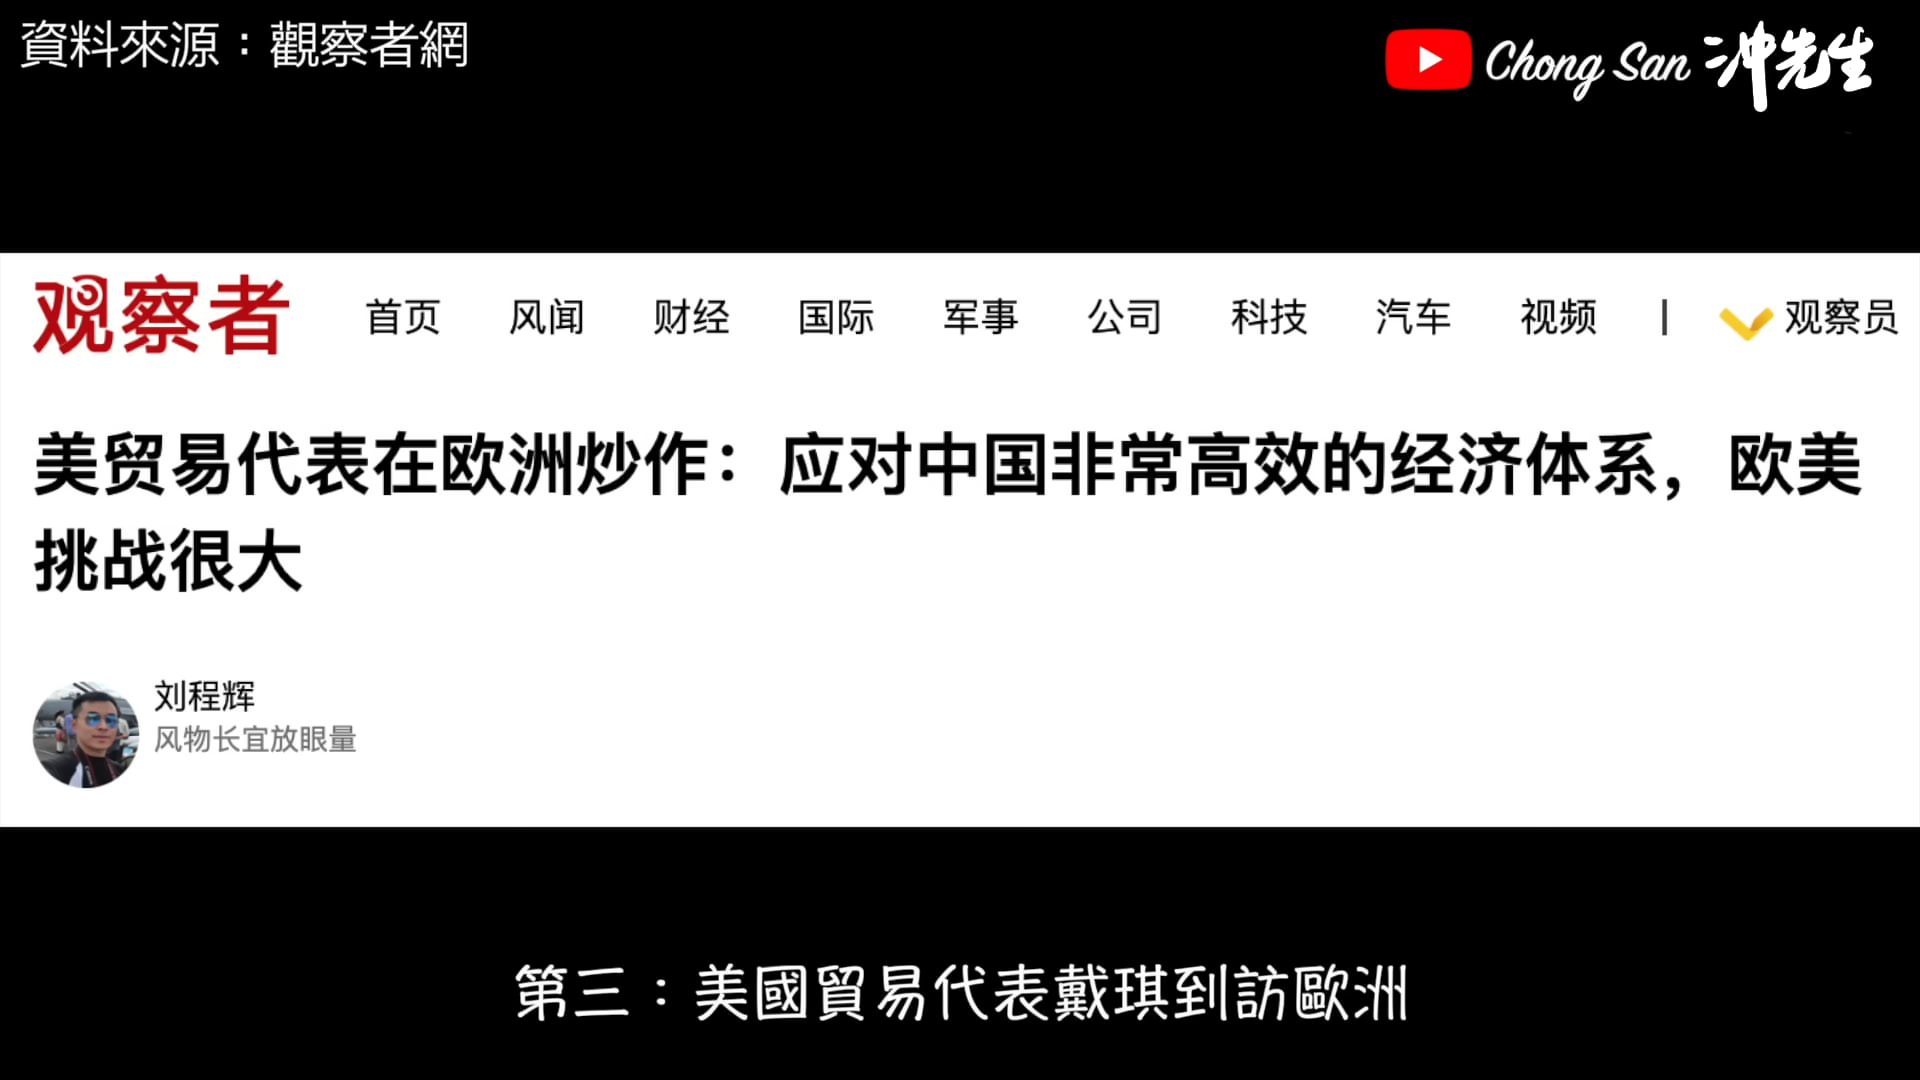 資料來源：觀察者網
Chong San 沖先生
观察者 首页 风闻 财经 国际 军事 公司 科技 汽车 视频 | 观察员
美贸易代表在欧洲炒作：应对中国非常高效的经济体系，欧美
挑战很大
刘程辉
风物长宜放眼量
第三：美國貿易代表戴琪到訪歐洲